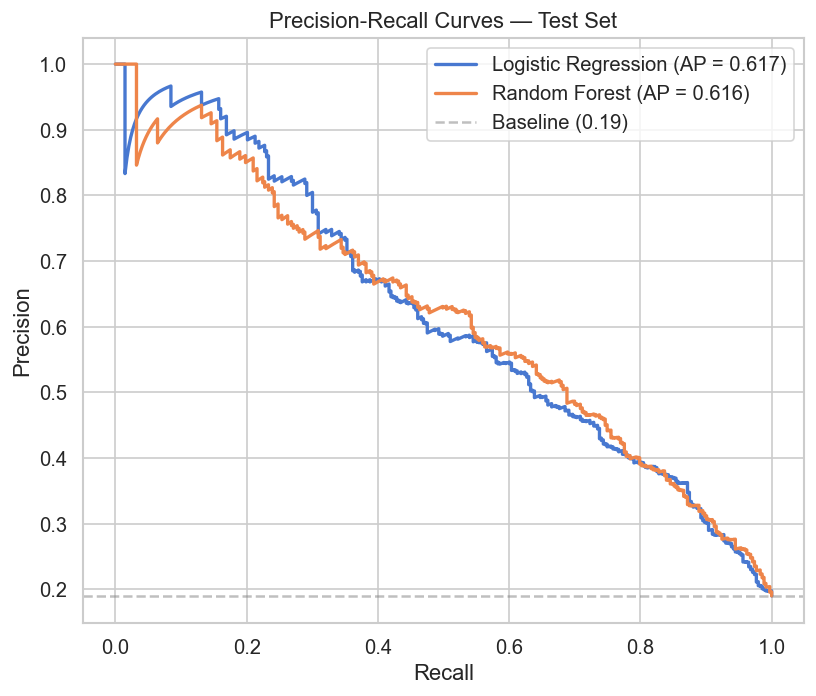 Precision-Recall Curves — Test Set
Logistic Regression (AP = 0.617)
Random Forest (AP = 0.616)
Baseline (0.19)
Precision
1.0
0.9
0.8
0.7
0.6
0.5
0.4
0.3
0.2
0.0 0.2 0.4 0.6 0.8 1.0
Recall